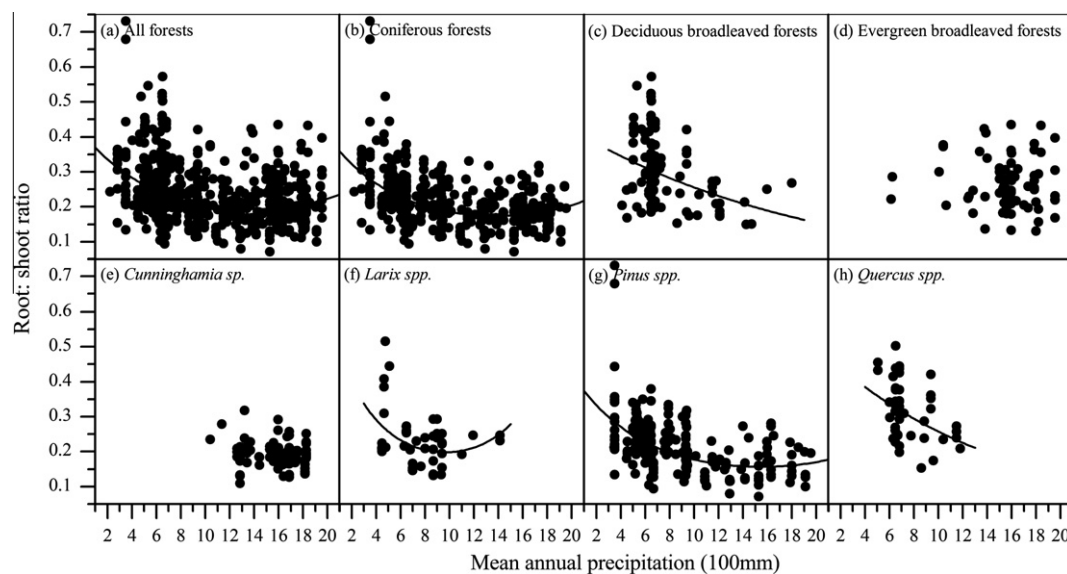 (a) All forests
(b) Coniferous forests
(c) Deciduous broadleaved forests
(d) Evergreen broadleaved forests
0.7
0.6
0.5
0.4
0.3
0.2
0.1
Root: shoot ratio
(e) Cunninghamia sp.
(f) Larix spp.
(g) Pinus spp.
(h) Quercus spp.
0.7
0.6
0.5
0.4
0.3
0.2
0.1
2 4 6 8 10 12 14 16 18 20
2 4 6 8 10 12 14 16 18 20
2 4 6 8 10 12 14 16 18 20
2 4 6 8 10 12 14 16 18 20
Mean annual precipitation (100mm)